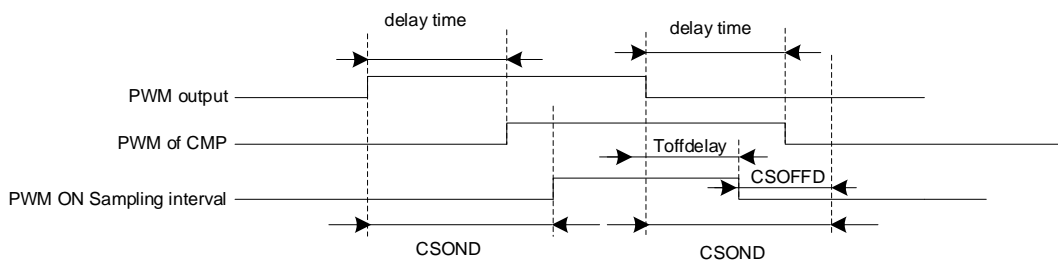 delay time
delay time
PWM output
PWM of CMP
Toffdelay
CSOFFD
PWM ON Sampling interval
CSOND
CSOND